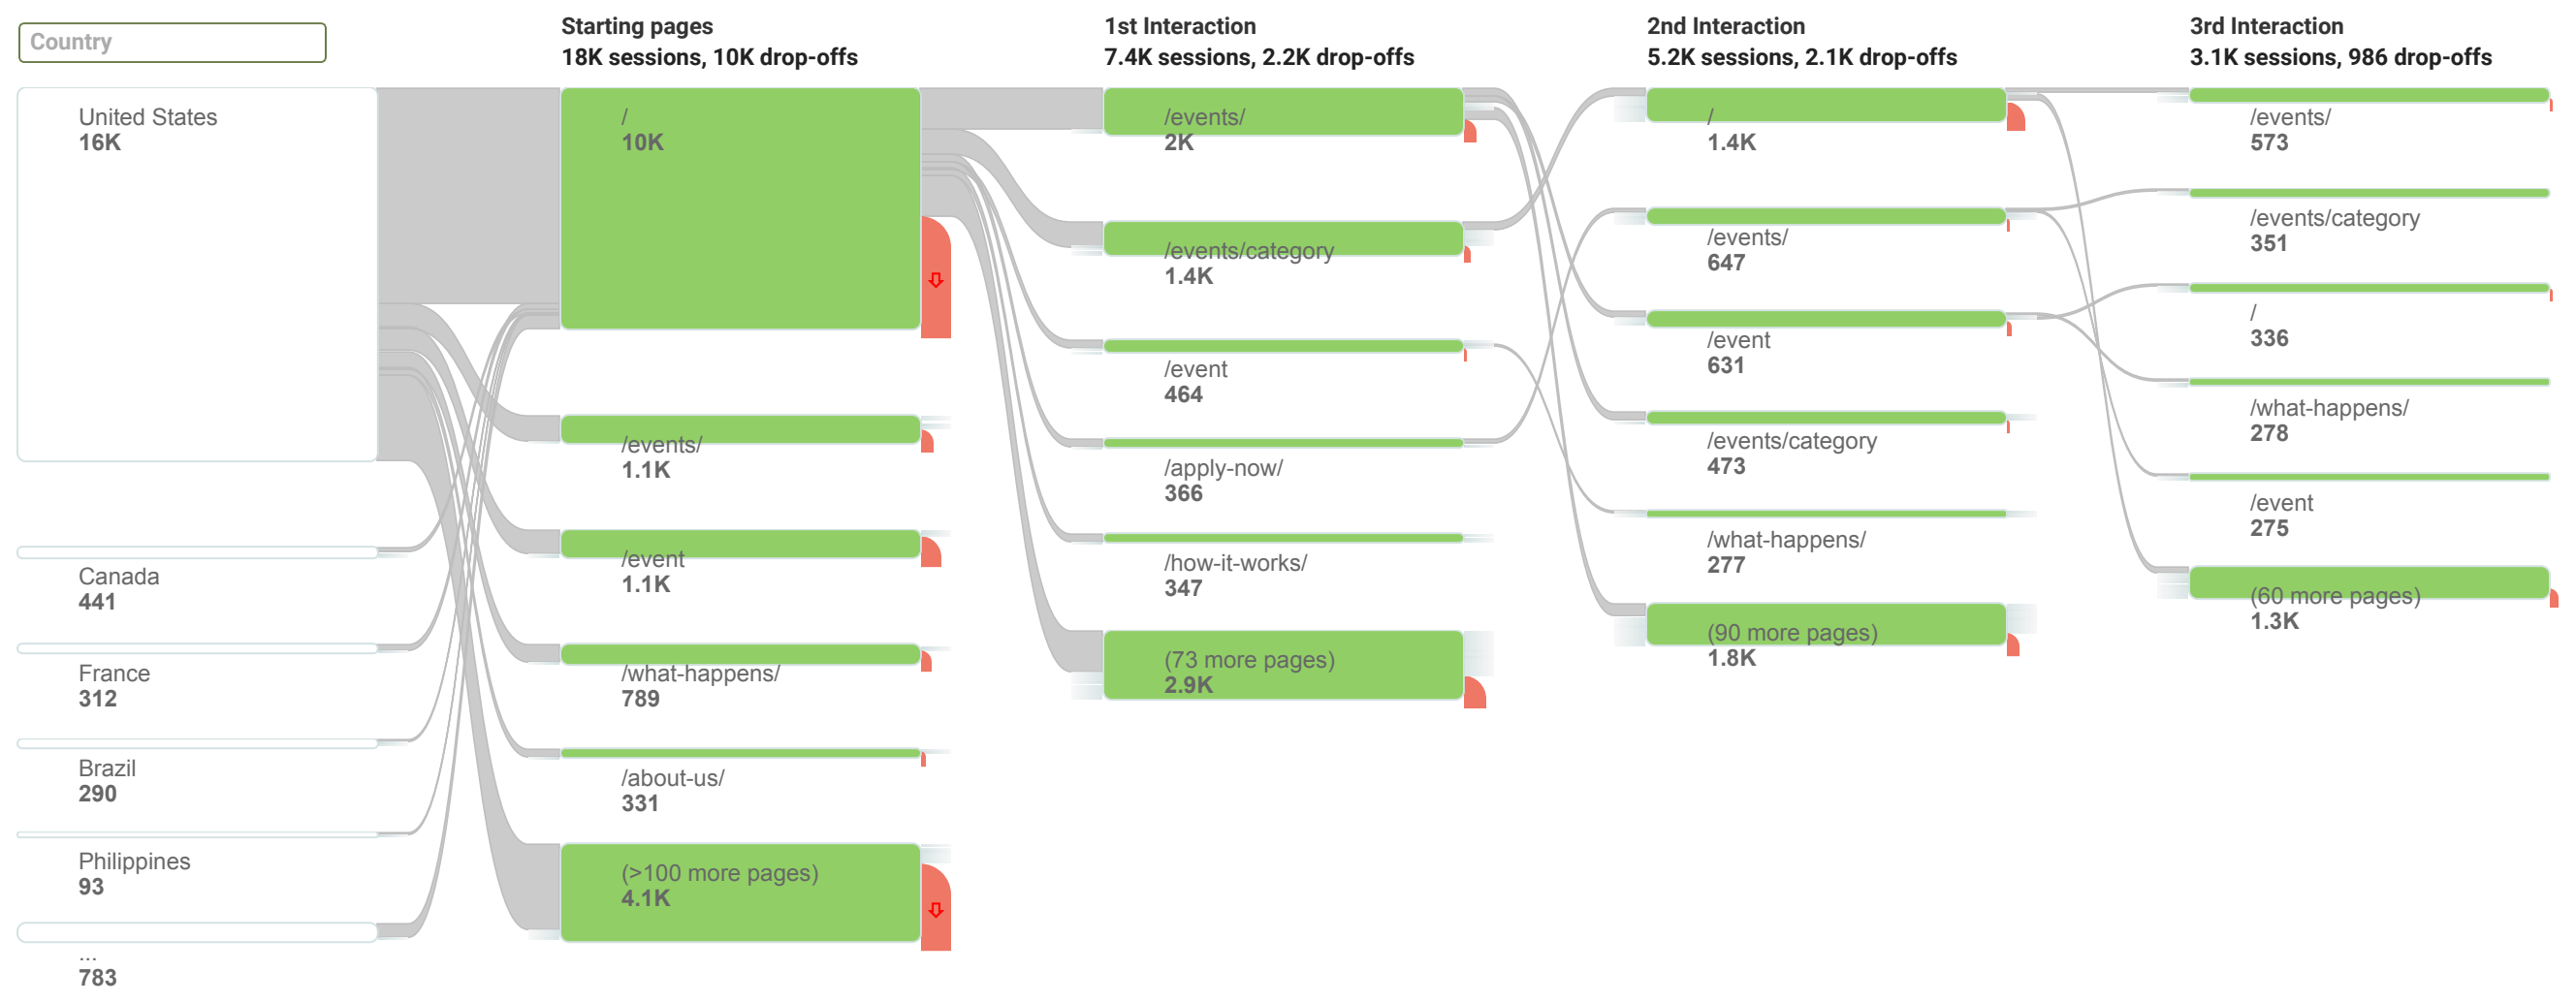 Country
United States
16K
Canada
441
France
312
Brazil
290
Philippines
93
...
783
Starting pages
18K sessions, 10K drop-offs
/
10K
/events/
1.1K
/event
1.1K
/what-happens/
789
/about-us/
331
(>100 more pages)
4.1K
1st Interaction
7.4K sessions, 2.2K drop-offs
/events/
2K
/events/category
1.4K
/event
464
/apply-now/
366
/how-it-works/
347
(73 more pages)
2.9K
2nd Interaction
5.2K sessions, 2.1K drop-offs
/
1.4K
/events/
647
/event
631
/events/category
473
/what-happens/
277
(90 more pages)
1.8K
3rd Interaction
3.1K sessions, 986 drop-offs
/events/
573
/events/category
351
/
336
/what-happens/
278
/event
275
(60 more pages)
1.3K